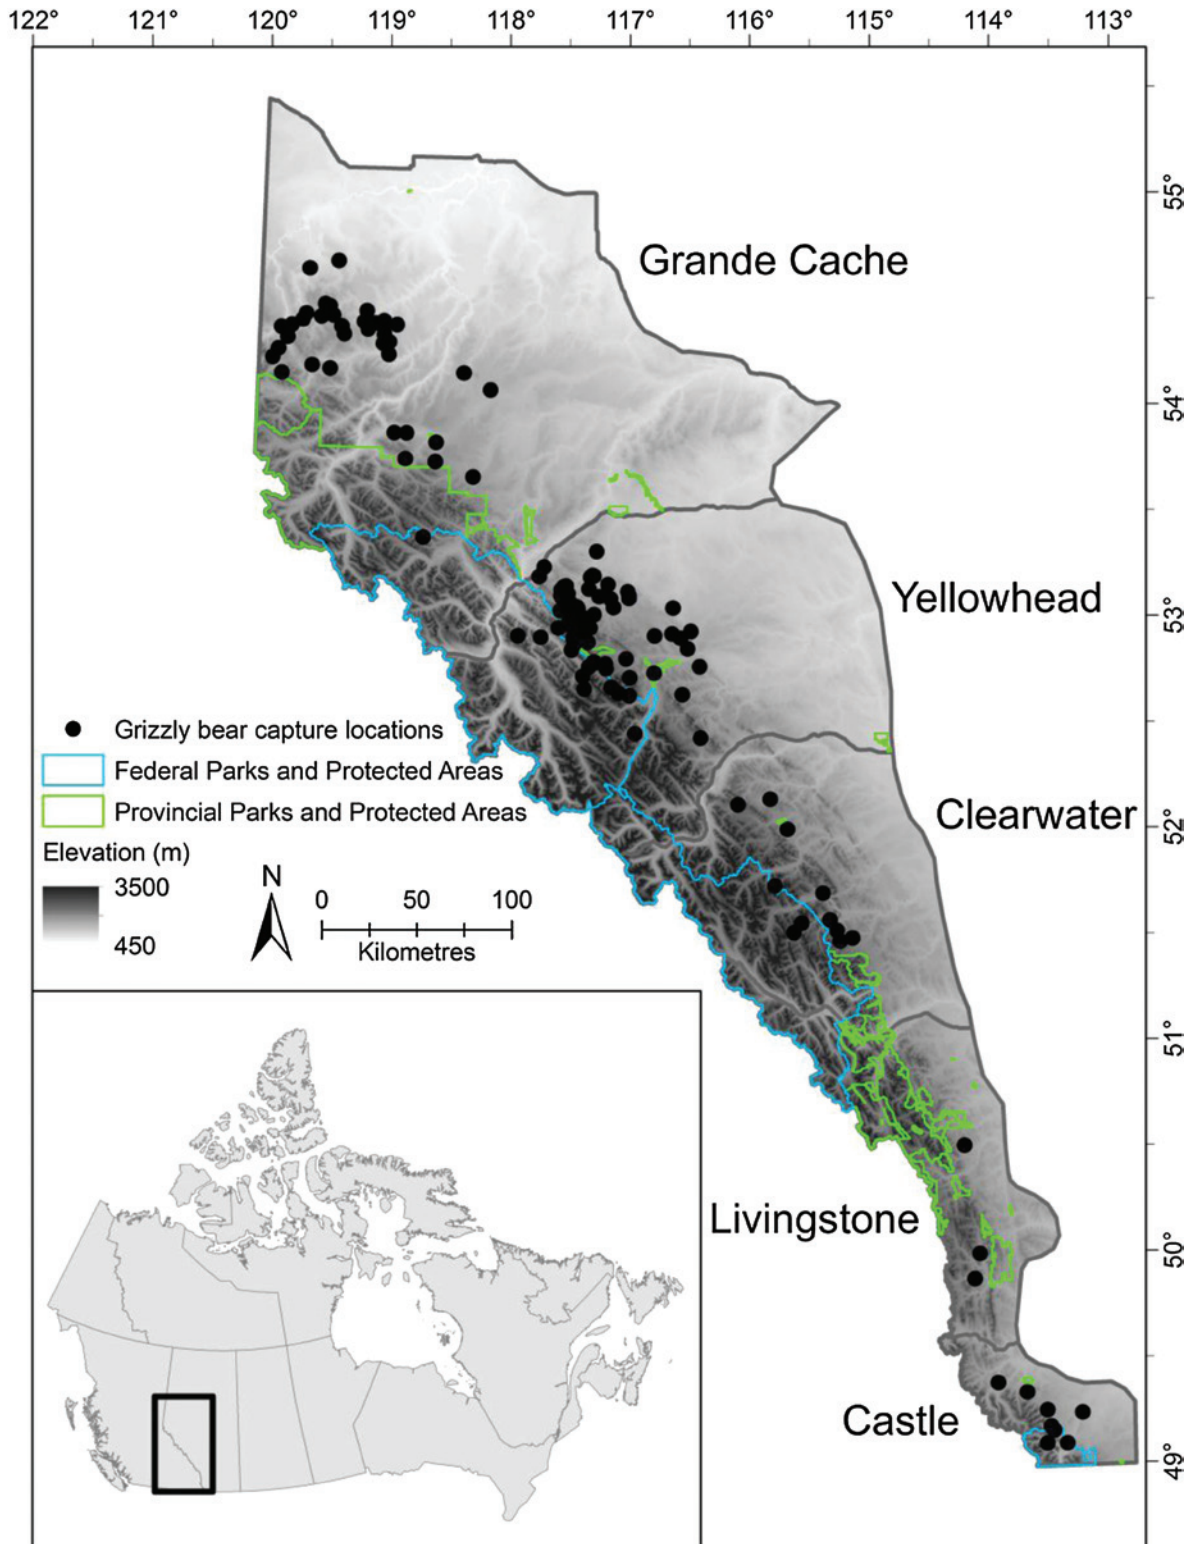 122° 121° 120° 119° 118° 117° 116° 115° 114° 113°
55°
Grande Cache
54°
Yellowhead
53°
Grizzly bear capture locations
Federal Parks and Protected Areas
Provincial Parks and Protected Areas
Clearwater
52°
Elevation (m)
3500
450
N
0 50 100
Kilometres
51°
Livingstone
50°
Castle
49°